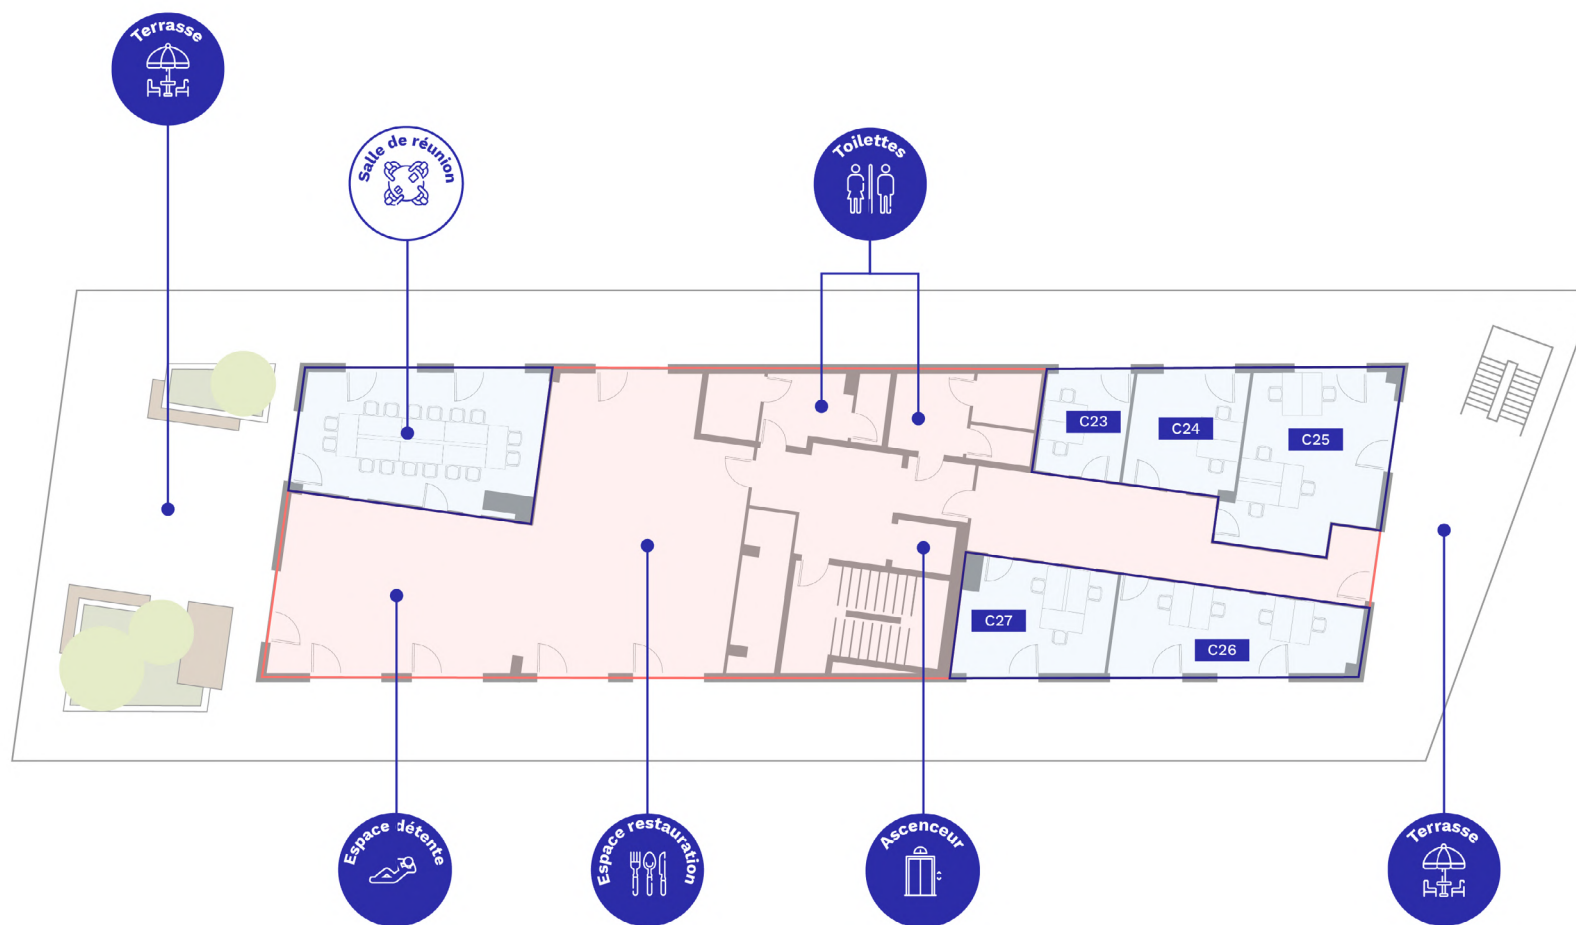 Terrasse
Salle de réunion
Toilettes
C23
C24
C25
C27
C26
Espace détente
Espace restauration
Ascenceur
Terrasse